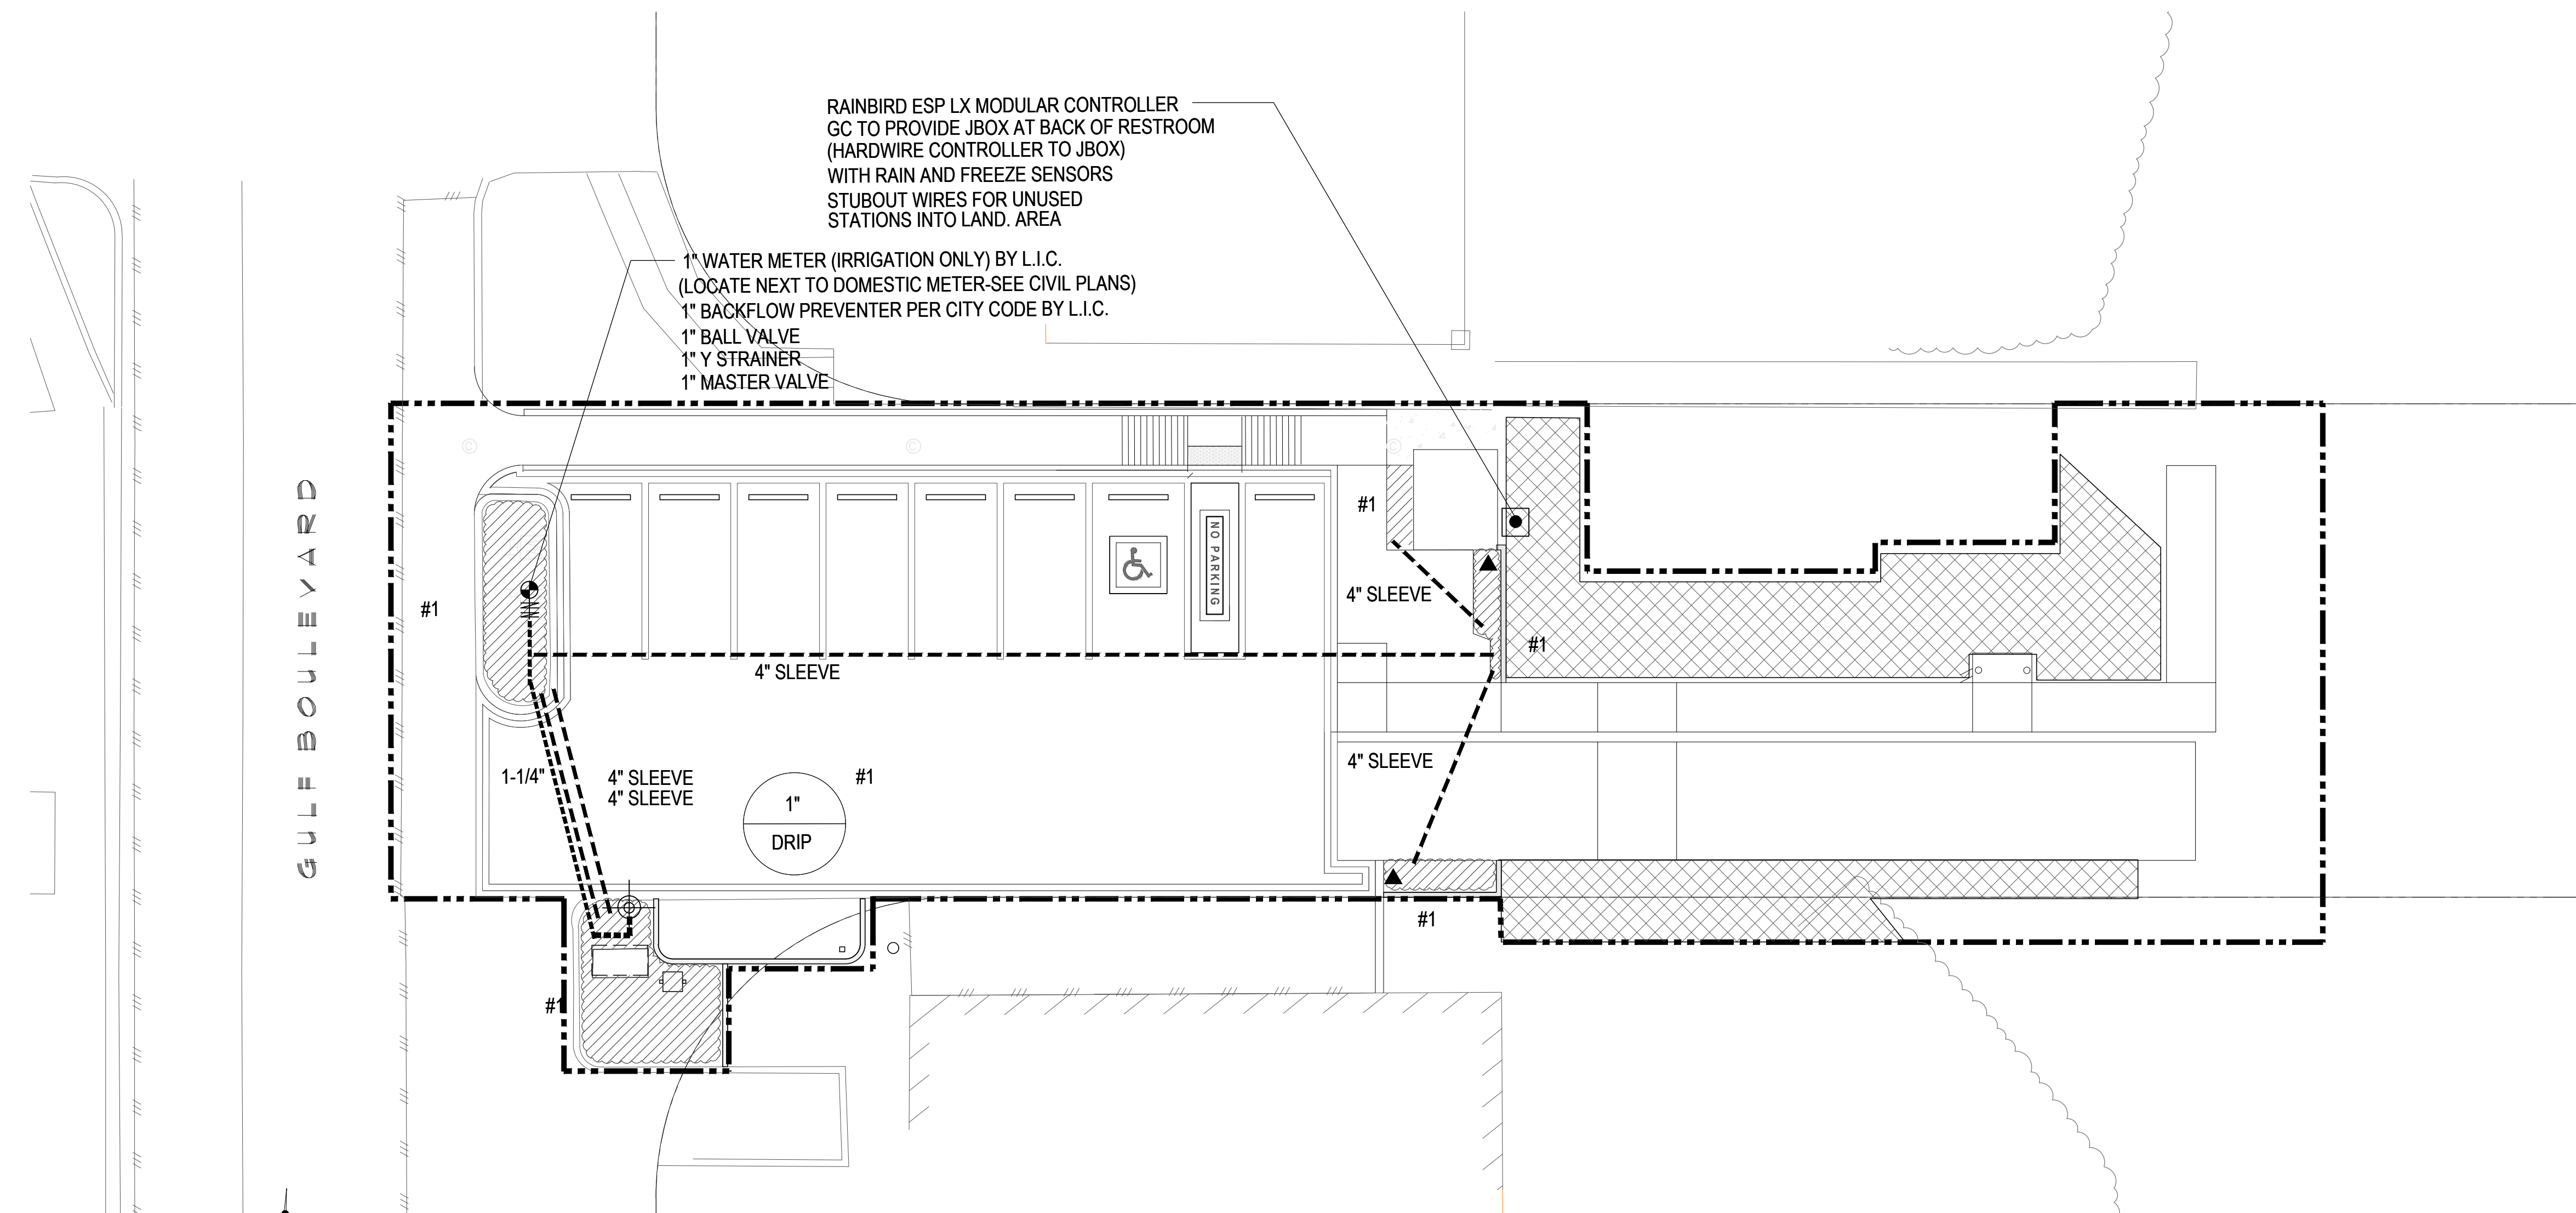 RAINBIRD ESP LX MODULAR CONTROLLER
GC TO PROVIDE JBOX AT BACK OF RESTROOM
(HARDWIRE CONTROLLER TO JBOX)
WITH RAIN AND FREEZE SENSORS
STUBOUT WIRES FOR UNUSED
STATIONS INTO LAND. AREA
1" WATER METER (IRRIGATION ONLY) BY L.I.C.
(LOCATE NEXT TO DOMESTIC METER-SEE CIVIL PLANS)
1" BACKFLOW PREVENTER PER CITY CODE BY L.I.C.
1" BALL VALVE
1" Y STRAINER
1" MASTER VALVE
©
©
©
GULF BOULEVARD
#1
NO PARKING
#1
4" SLEEVE
#1
4" SLEEVE
4" SLEEVE
1-1/4"
4" SLEEVE
4" SLEEVE
#1
1"
DRIP
#1
#1